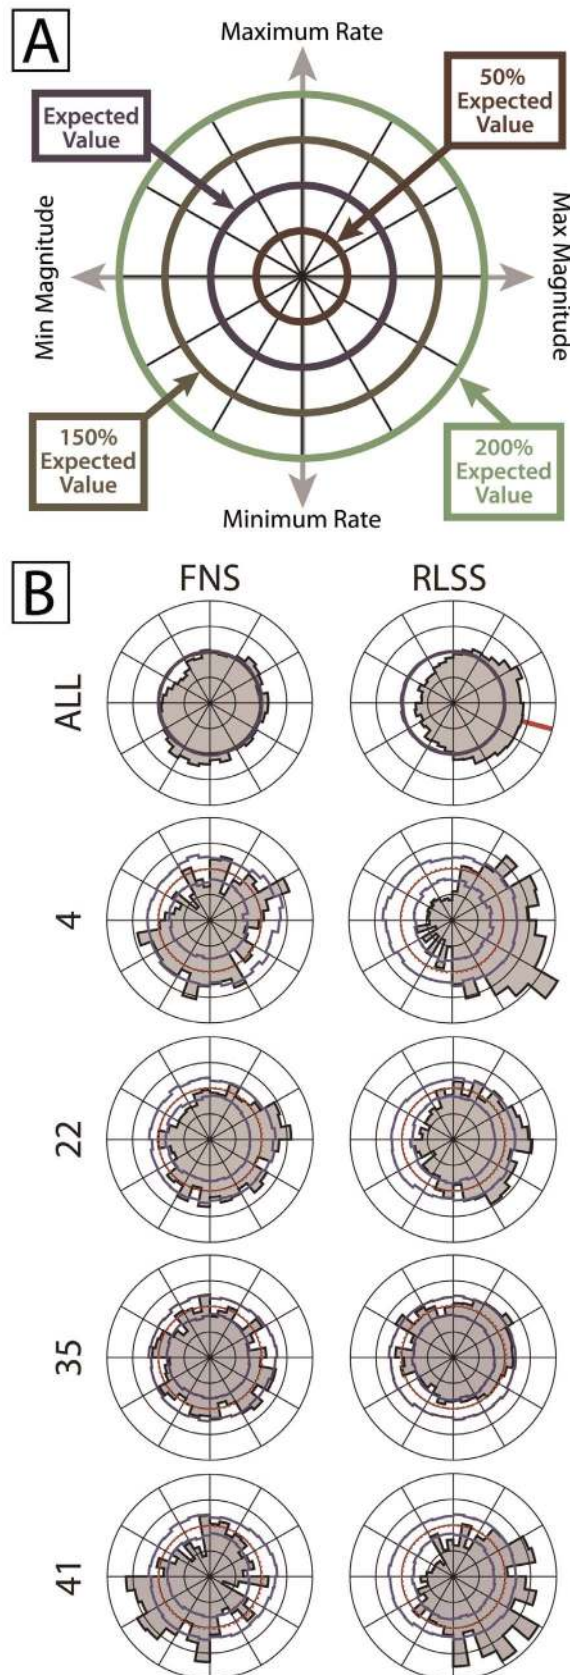 A
Maximum Rate
Expected
Value
50%
Expected
Value
Min Magnitude
Max Magnitude
150%
Expected
Value
200%
Expected
Value
Minimum Rate
B
FNS
RLSS
ALL
4
22
35
41